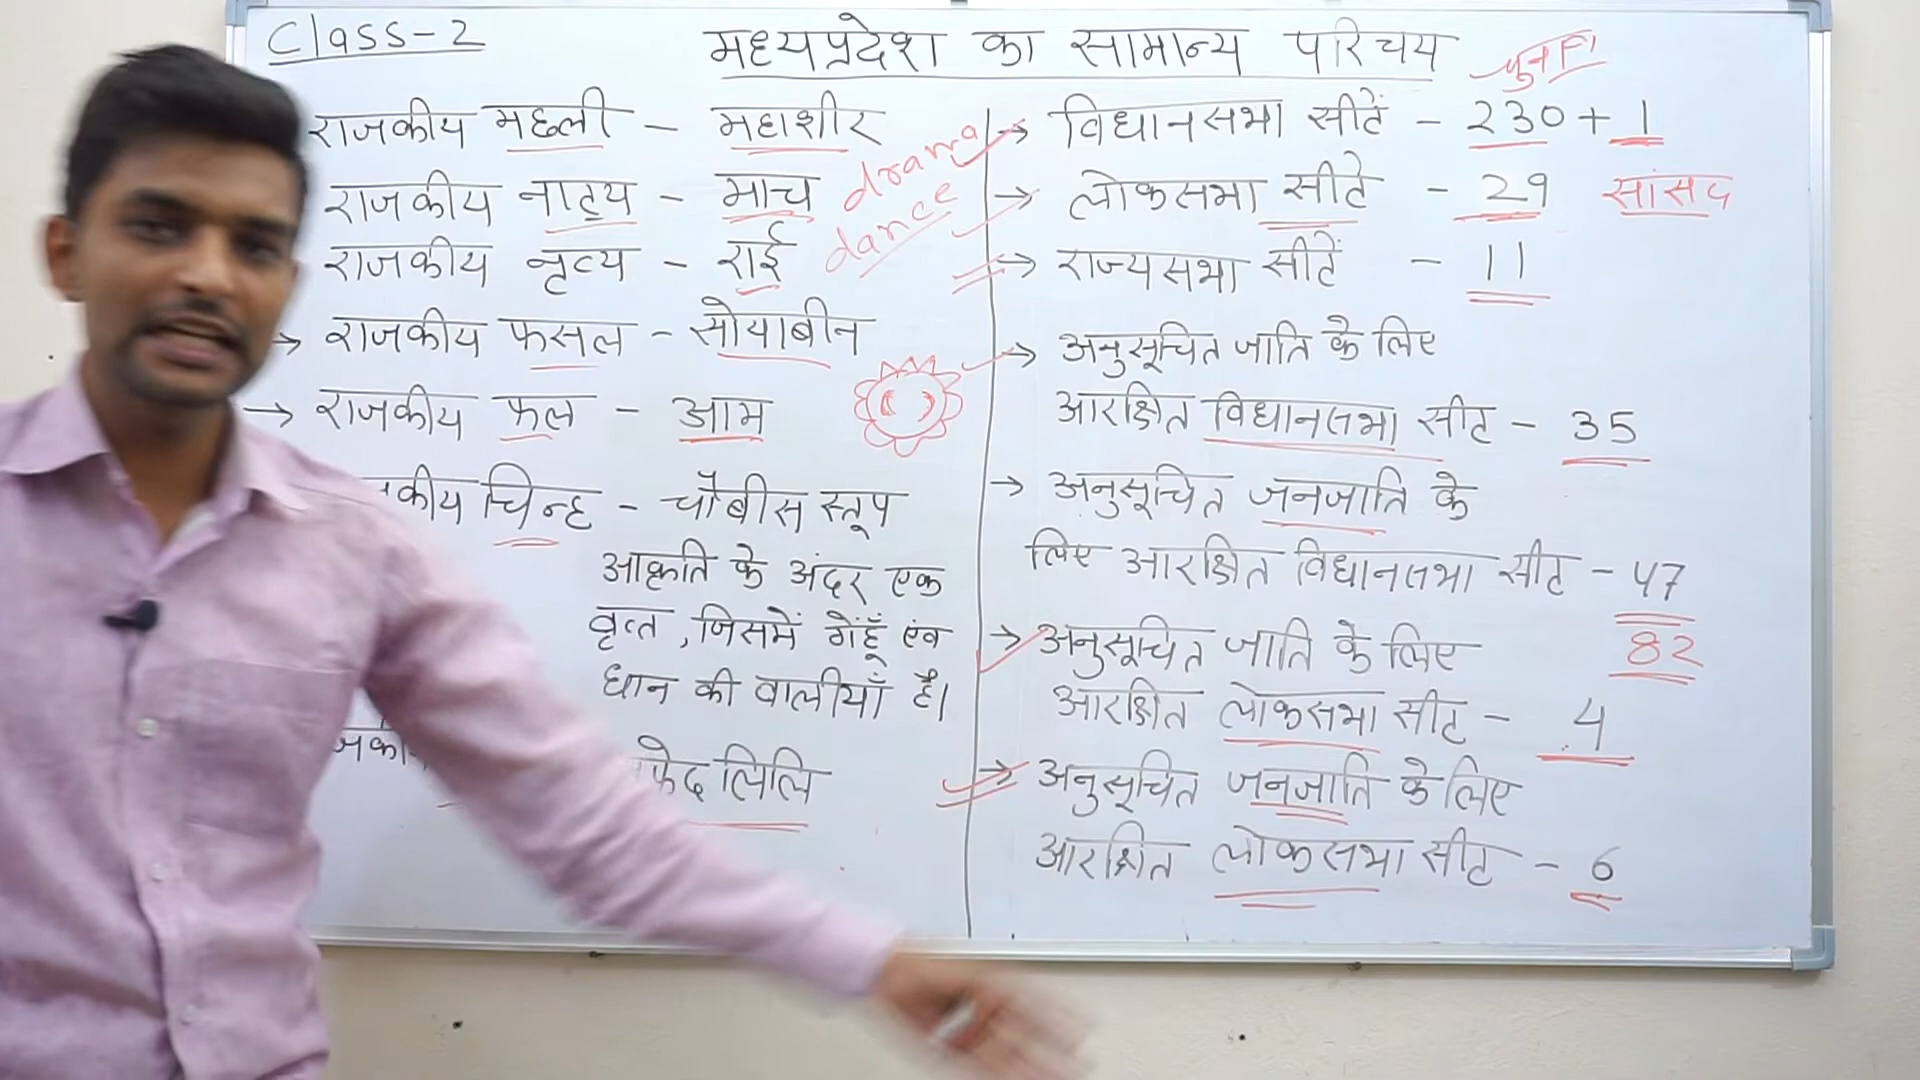 Class-2
मध्यप्रदेश का सामान्य परिचय
राजकीय मछली - महाशीर
राजकीय नाट्य - माच drama
राजकीय नृत्य - राई dance
→ राजकीय फसल - सोयाबीन
→ राजकीय फल - आम
कीय चिन्ह - चौबीस स्तूप
आकृति के अंदर एक
वृत्त, जिसमें गेंहूँ एंव
धान की बालीयाँ है।
जकी फेद लिलि
→ विधानसभा सीटें - 230 + 1
→ लोकसभा सीटे - 29 सांसद
→ राज्यसभा सीटें - 11
→ अनुसूचित जाति के लिए
आरक्षित विधानसभा सीट - 35
→ अनुसूचित जनजाति के
लिए आरक्षित विधानसभा सीट - 47
82
→ अनुसूचित जाति के लिए
आरक्षित लोकसभा सीट - 4
→ अनुसूचित जनजाति के लिए
आरक्षित लोकसभा सीट - 6